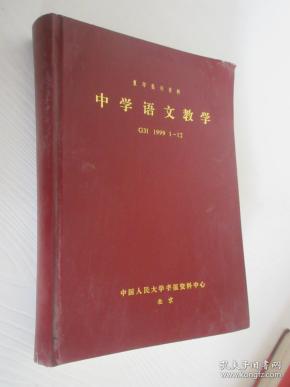 复印报刊资料
中学语文教学
G31 1999 1—12
中国人民大学书报资料中心
北京
孔夫子旧书网